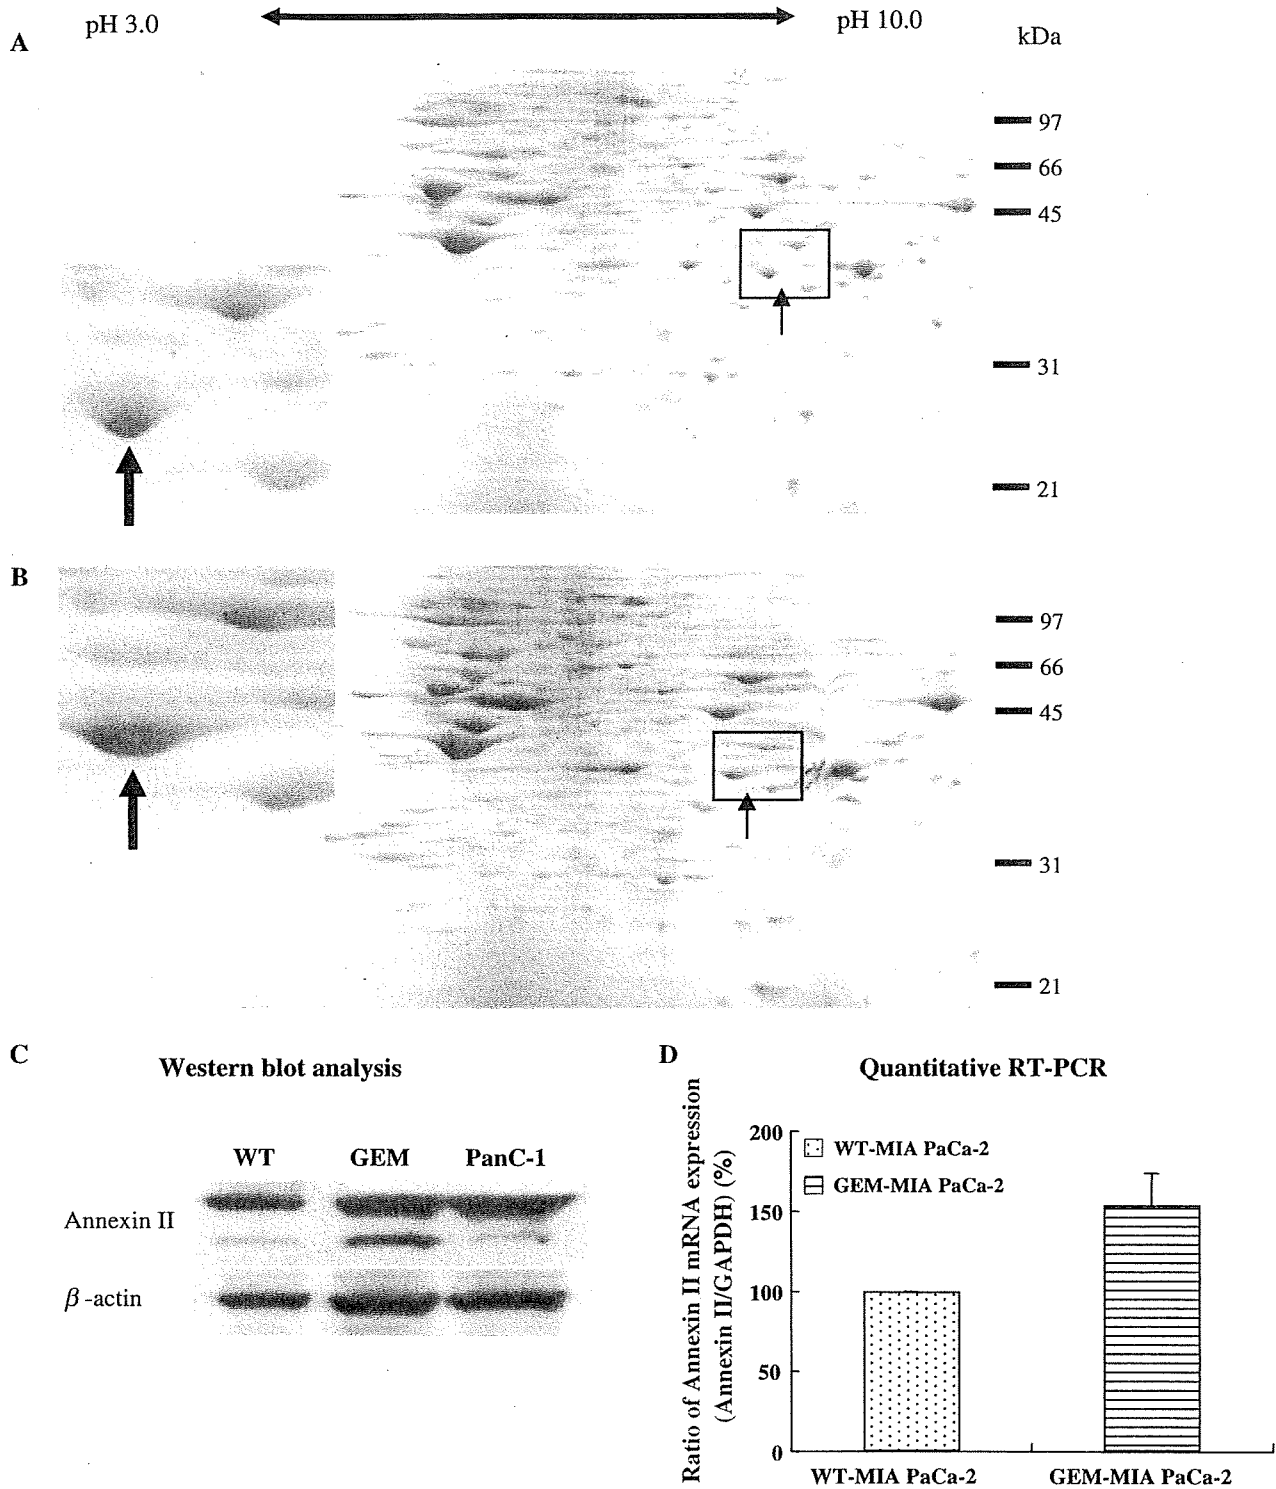 pH 3.0
pH 10.0
A
kDa
97
66
45
31
21
B
97
66
45
31
21
C
Western blot analysis
WT
GEM
PanC-1
Annexin II
β-actin
D
Quantitative RT-PCR
Ratio of Annexin II mRNA expression
(Annexin II/GAPDH) (%)
200
150
100
50
0
WT-MIA PaCa-2
GEM-MIA PaCa-2
WT-MIA PaCa-2
GEM-MIA PaCa-2